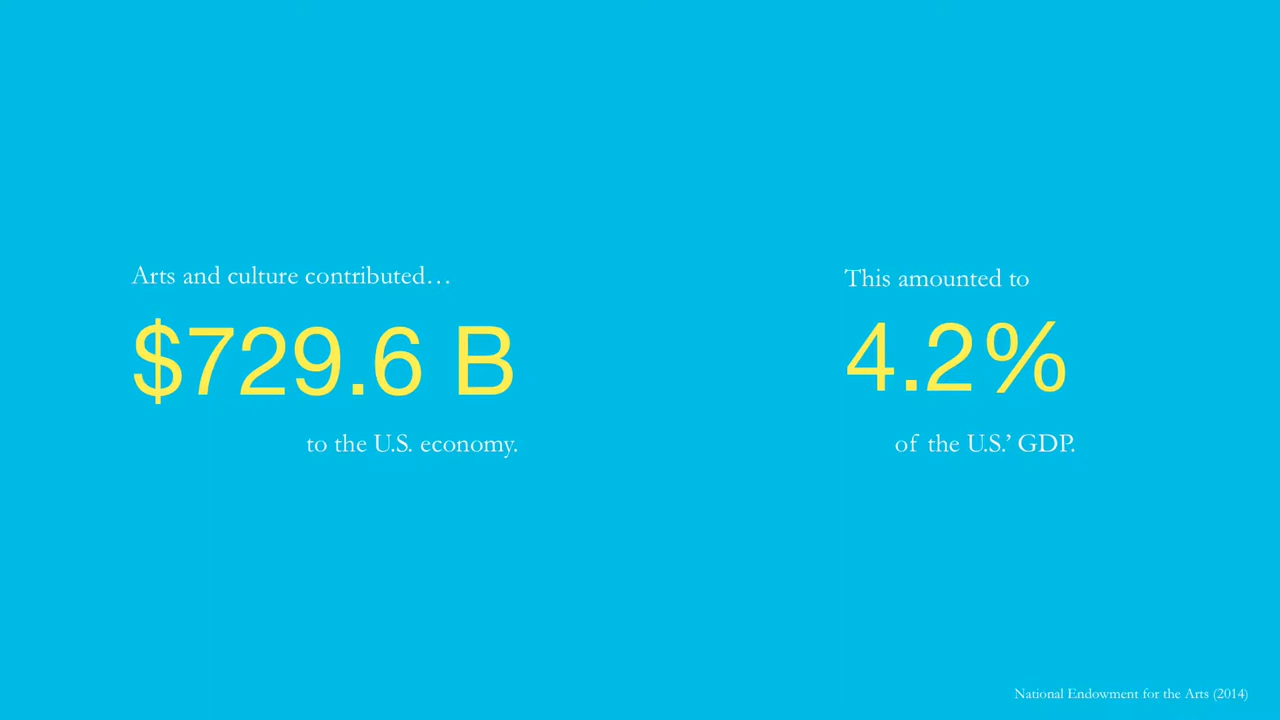 Arts and culture contributed…
$729.6 B
to the U.S. economy.
This amounted to
4.2%
of the U.S.’ GDP.
National Endowment for the Arts (2014)